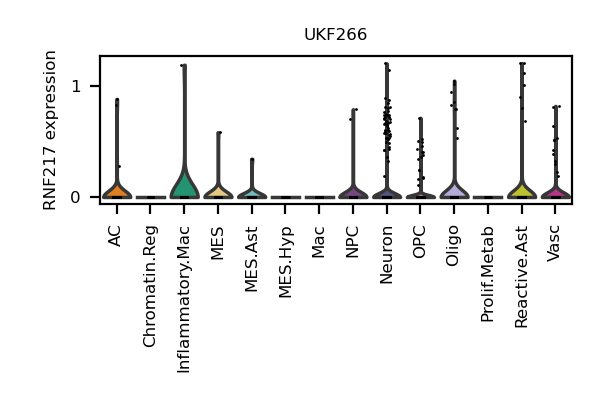 UKF266
RNF217 expression
1
0
AC
Chromatin.Reg
Inflammatory.Mac
MES
MES.Ast
MES.Hyp
Mac
NPC
Neuron
OPC
Oligo
Prolif.Metab
Reactive.Ast
Vasc